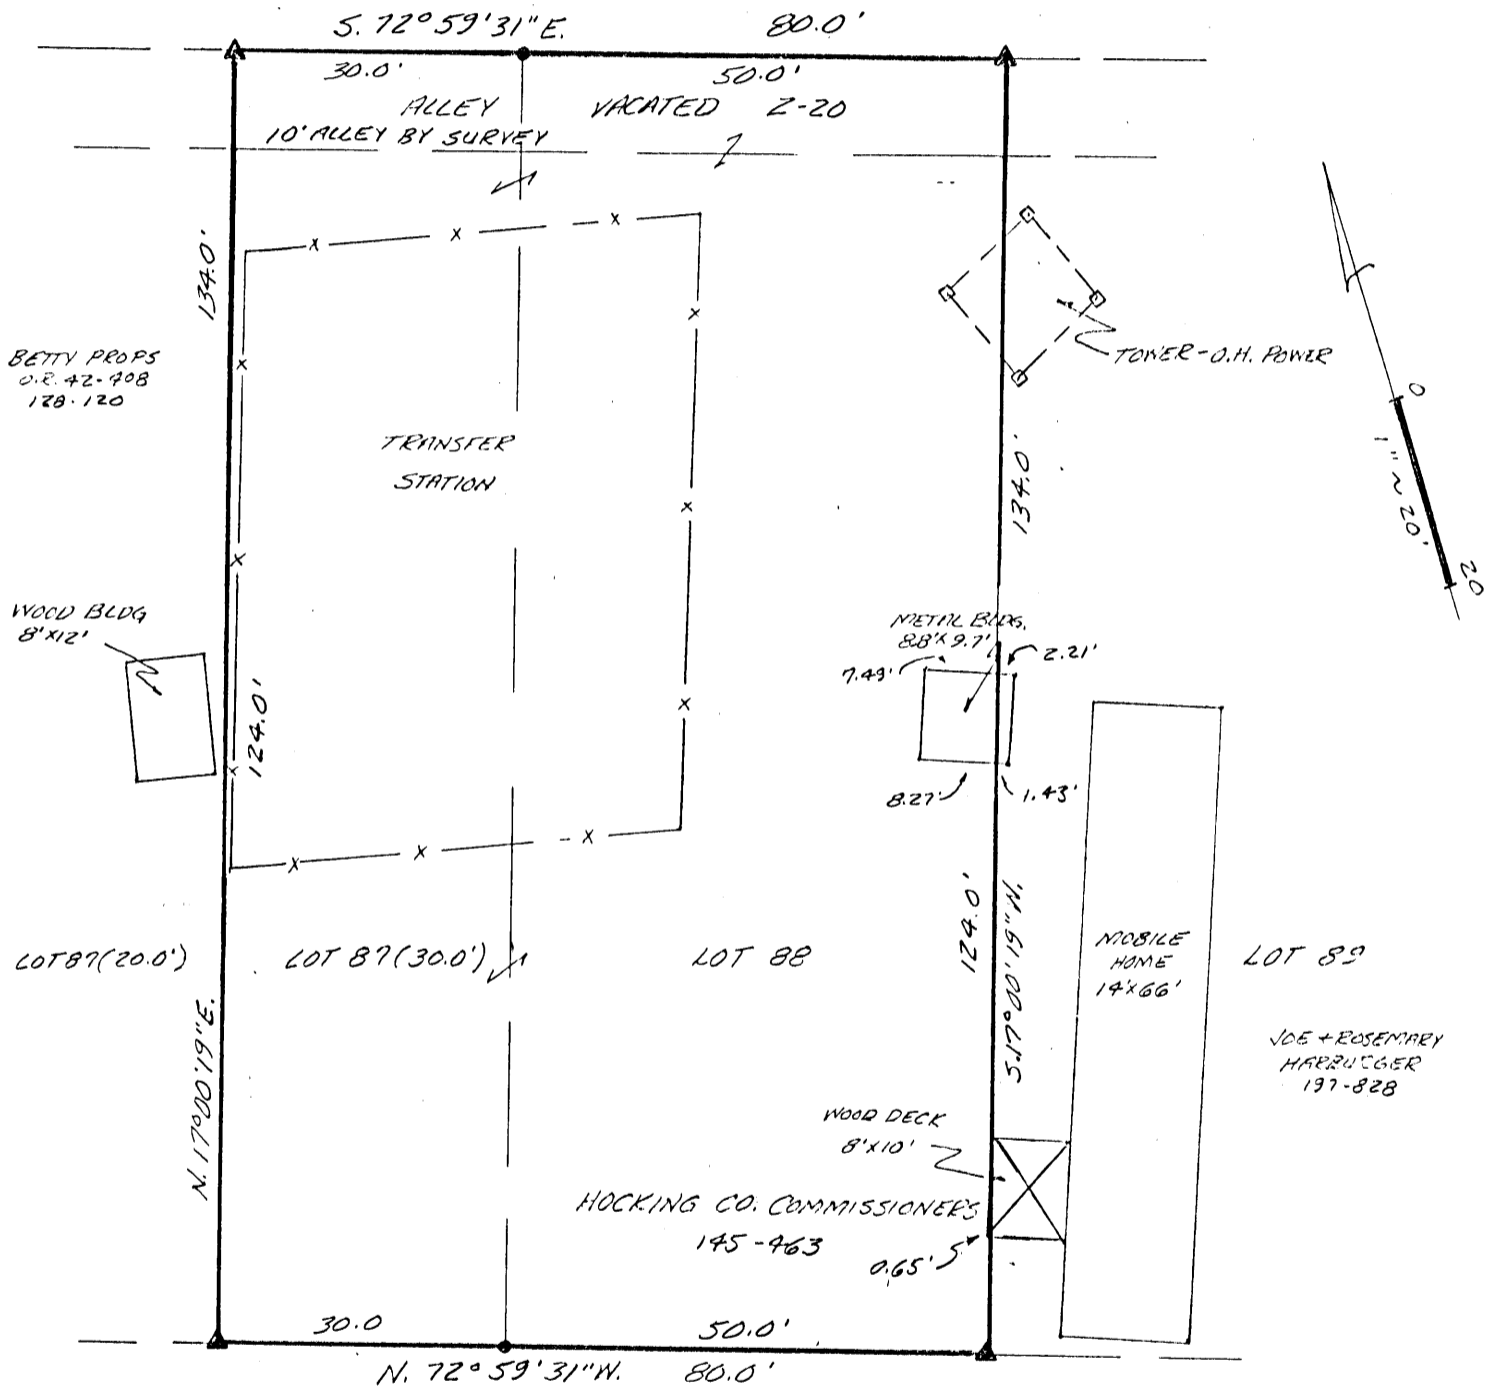 S. 72°59'31"E. 80.0'
30.0' 50.0'
ALLEY VACATED 2-20
10' ALLEY BY SURVEY
134.0'
BETTY PROPS
O.R. 42-408
128-120
TOWER-O.H. POWER
0
1" ~ 20'
20
TRANSFER
STATION
134.0'
WOOD BLDG
8'X12'
124.0'
METAL BLDG.
8.8'X9.7'
7.49' 2.21'
8.27' 1.43'
124.0'
S.17°00'19"W.
LOT 87(20.0') LOT 87(30.0') LOT 88
MOBILE
HOME
14'X66'
LOT 89
JOE + ROSEMARY
197-828
N. 17°00'19"E.
WOOD DECK
8'X10'
HOCKING CO. COMMISSIONERS
145-463
0.65'
30.0 50.0'
N. 72°59'31"W. 80.0'